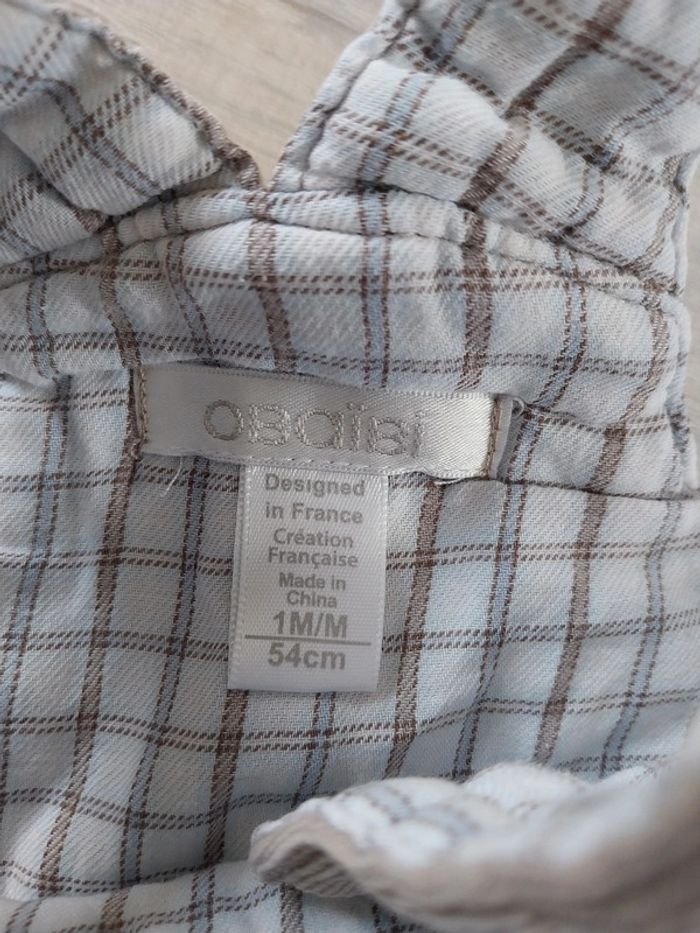 OBAÏBI
Designed
in France
Création
Française
Made in
China
1M/M
54cm